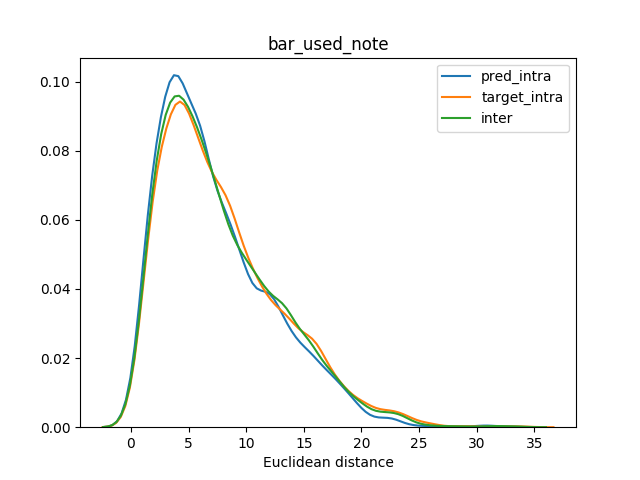 bar_used_note
pred_intra
target_intra
inter
0.10
0.08
0.06
0.04
0.02
0.00
0 5 10 15 20 25 30 35
Euclidean distance